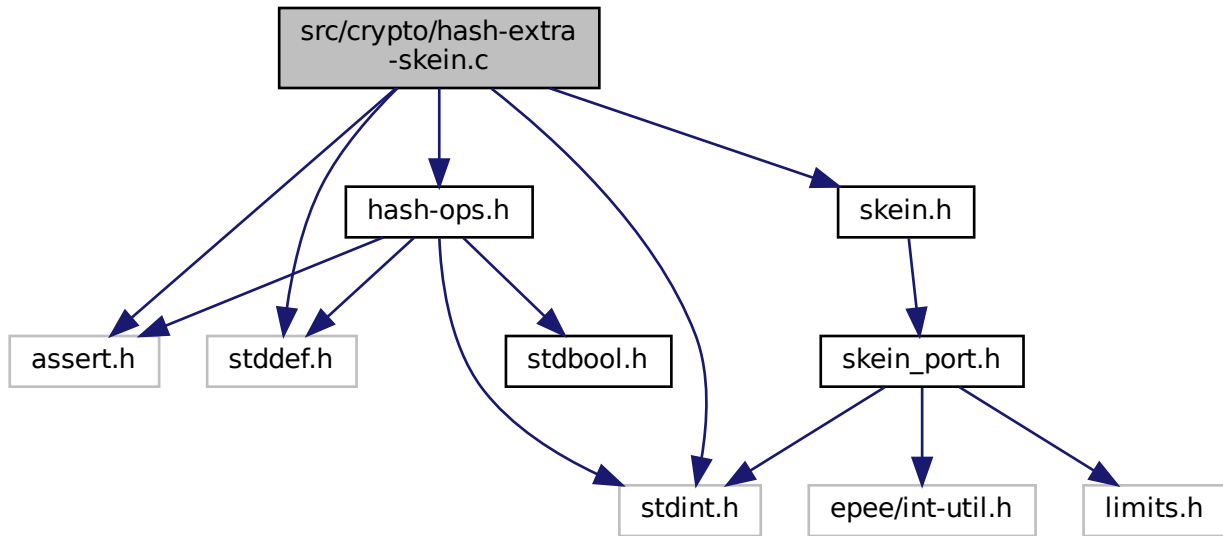 src/crypto/hash-extra
-skein.c
hash-ops.h
skein.h
assert.h
stddef.h
stdbool.h
skein_port.h
stdint.h
epee/int-util.h
limits.h